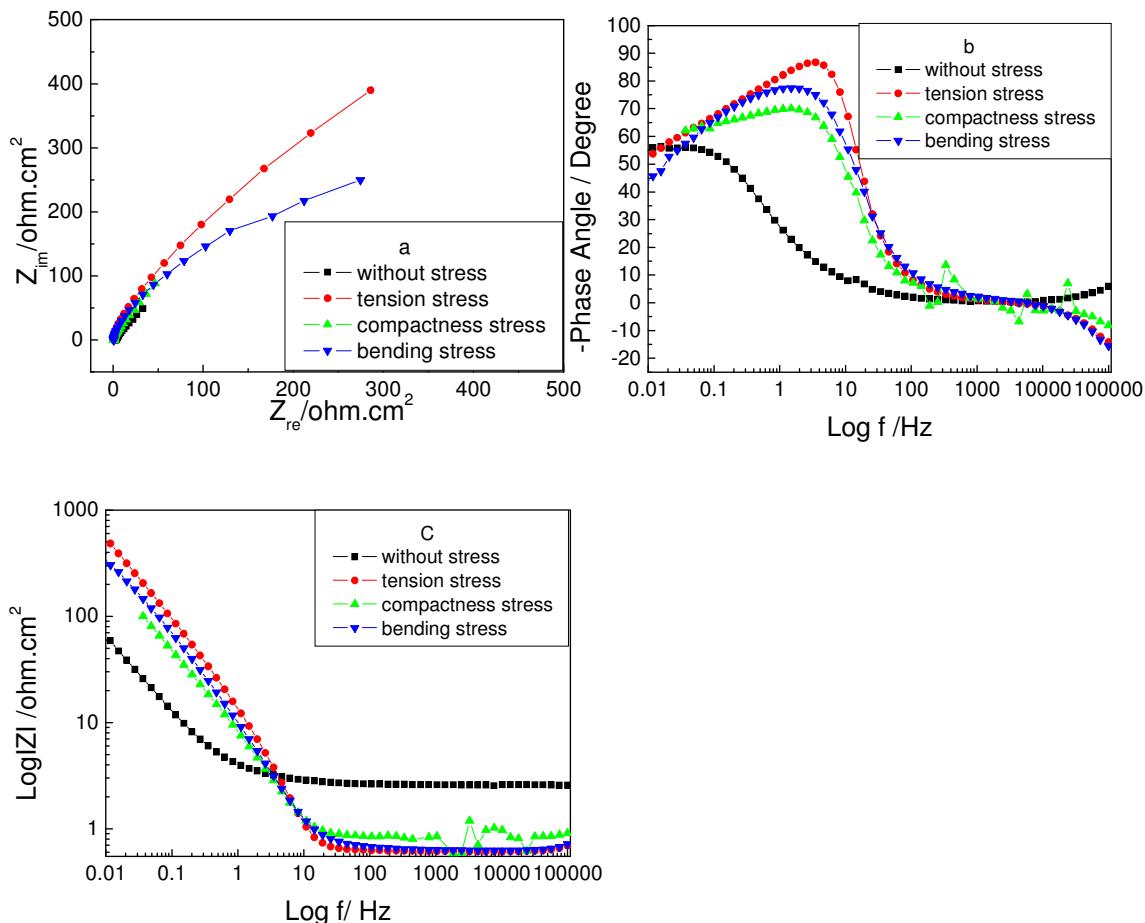 500
400
300
200
100
0
Z_im/ohm.cm²
0 100 200 300 400 500
Z_re/ohm.cm²
a
without stress
tension stress
compactness stress
bending stress
100
90
80
70
60
50
40
30
20
10
0
-10
-20
-Phase Angle / Degree
0.01 0.1 1 10 100 1000 10000 100000
Log f /Hz
b
without stress
tension stress
compactness stress
bending stress
1000
100
10
1
LogIZI /ohm.cm²
0.01 0.1 1 10 100 1000 10000 100000
Log f/ Hz
C
without stress
tension stress
compactness stress
bending stress